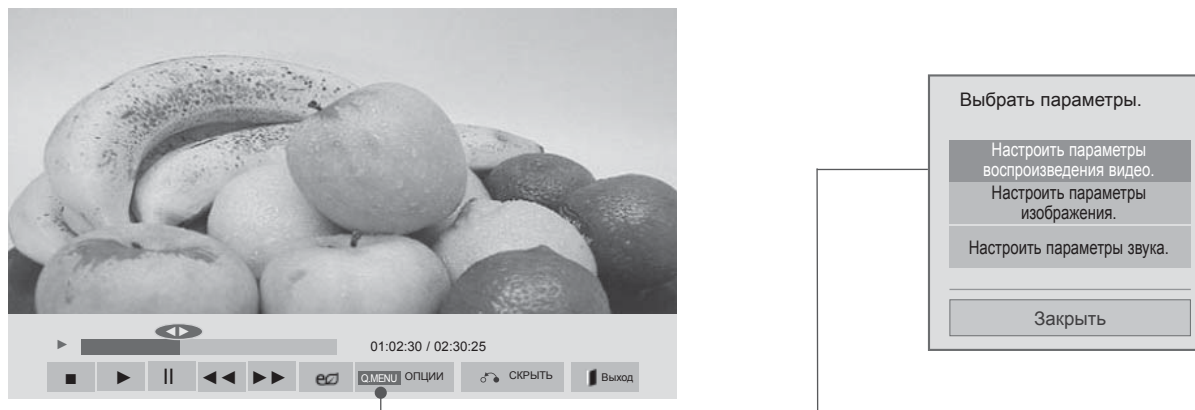 01:02:30 / 02:30:25
Q.MENU ОПЦИИ
СКРЫТЬ
Выход
Выбрать параметры.
Настроить параметры
воспроизведения видео.
Настроить параметры
изображения.
Настроить параметры звука.
Закрыть